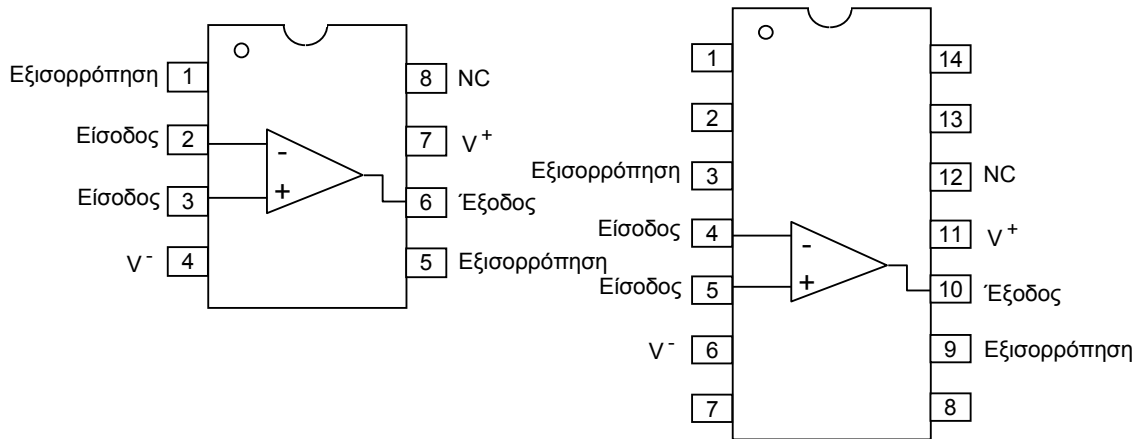 Εξισορρόπηση 1 8 NC
Είσοδος 2 - 7 V+
Είσοδος 3 + 6 Έξοδος
V- 4 5 Εξισορρόπηση
1 14
2 13
Εξισορρόπηση 3 12 NC
Είσοδος 4 - 11 V+
Είσοδος 5 + 10 Έξοδος
V- 6 9 Εξισορρόπηση
7 8